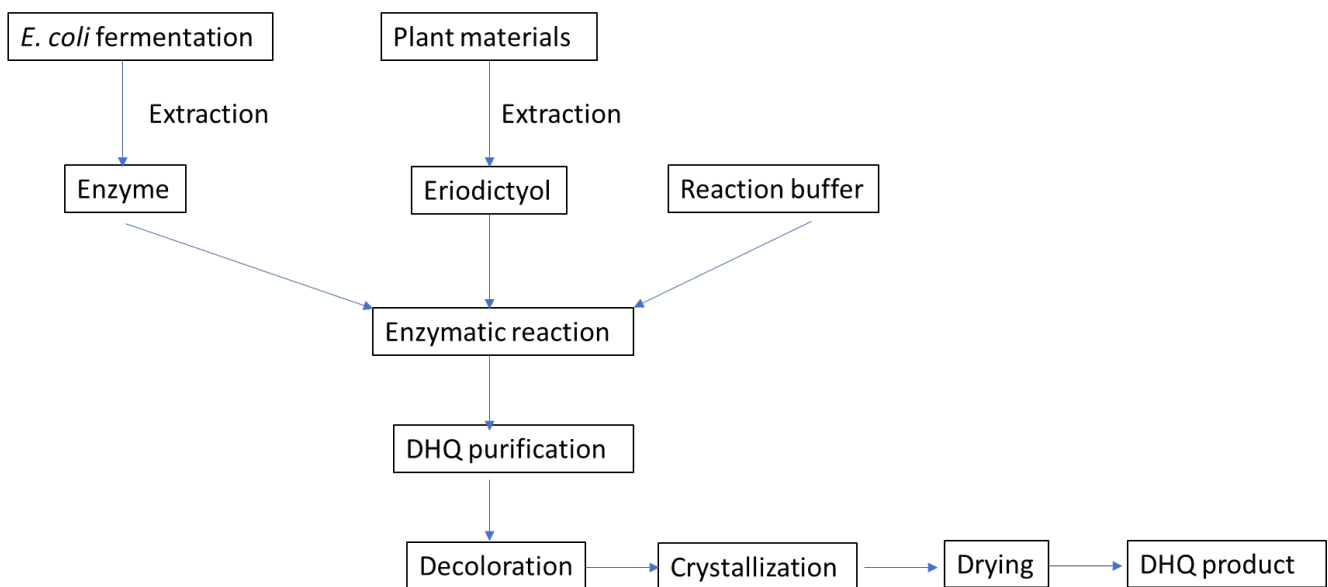 E. coli fermentation
Plant materials
Extraction
Extraction
Enzyme
Eriodictyol
Reaction buffer
Enzymatic reaction
DHQ purification
Decoloration
Crystallization
Drying
DHQ product